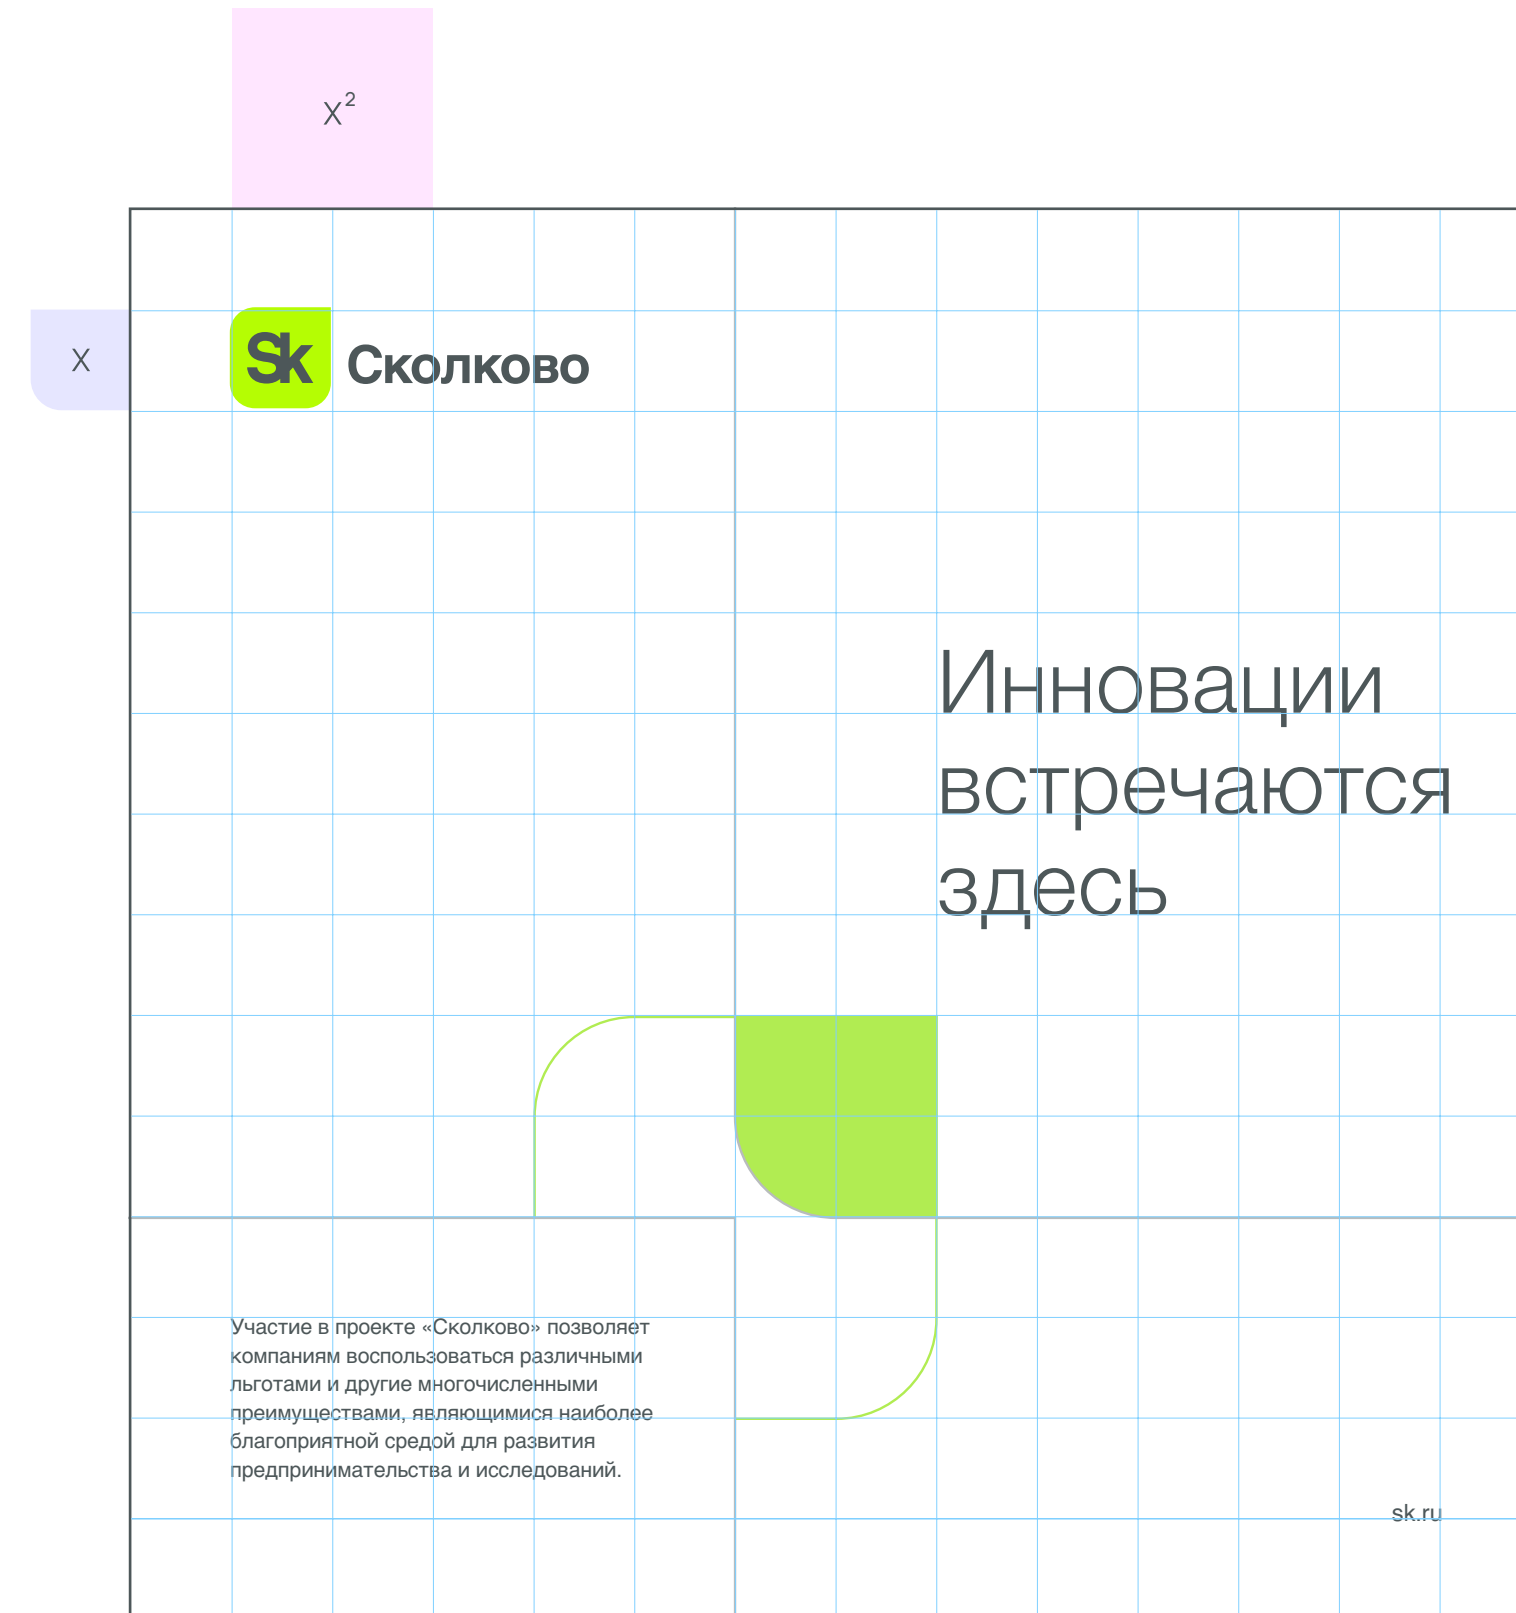 X²
X
Sk Сколково
Инновации
встречаются
здесь
Участие в проекте «Сколково» позволяет
компаниям воспользоваться различными
льготами и другие многочисленными
преимуществами, являющимися наиболее
благоприятной средой для развития
предпринимательства и исследований.
sk.ru